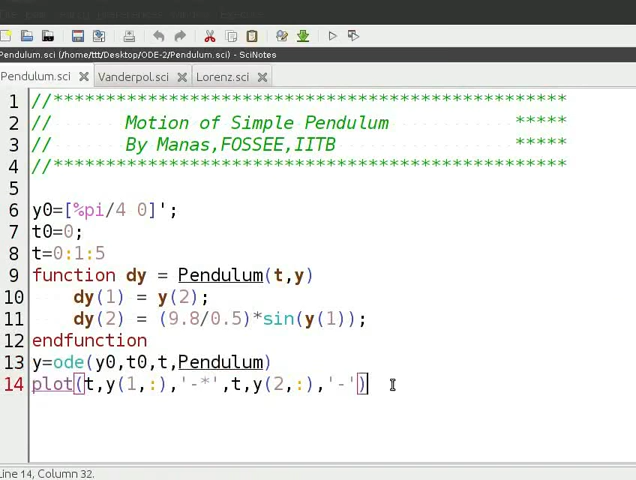 Pendulum.sci (/home/ttt/Desktop/ODE-2/Pendulum.sci) - SciNotes
Pendulum.sci Vanderpol.sci Lorenz.sci
1 //*************************************************
2 // Motion of Simple Pendulum *****
3 // By Manas,FOSSEE,IITB *****
4 //*************************************************
5
6 y0=[%pi/4 0]';
7 t0=0;
8 t=0:1:5
9 function dy = Pendulum(t,y)
10 dy(1) = y(2);
11 dy(2) = (9.8/0.5)*sin(y(1));
12 endfunction
13 y=ode(y0,t0,t,Pendulum)
14 plot(t,y(1,:),'-*',t,y(2,:),'-')
Line 14, Column 32.